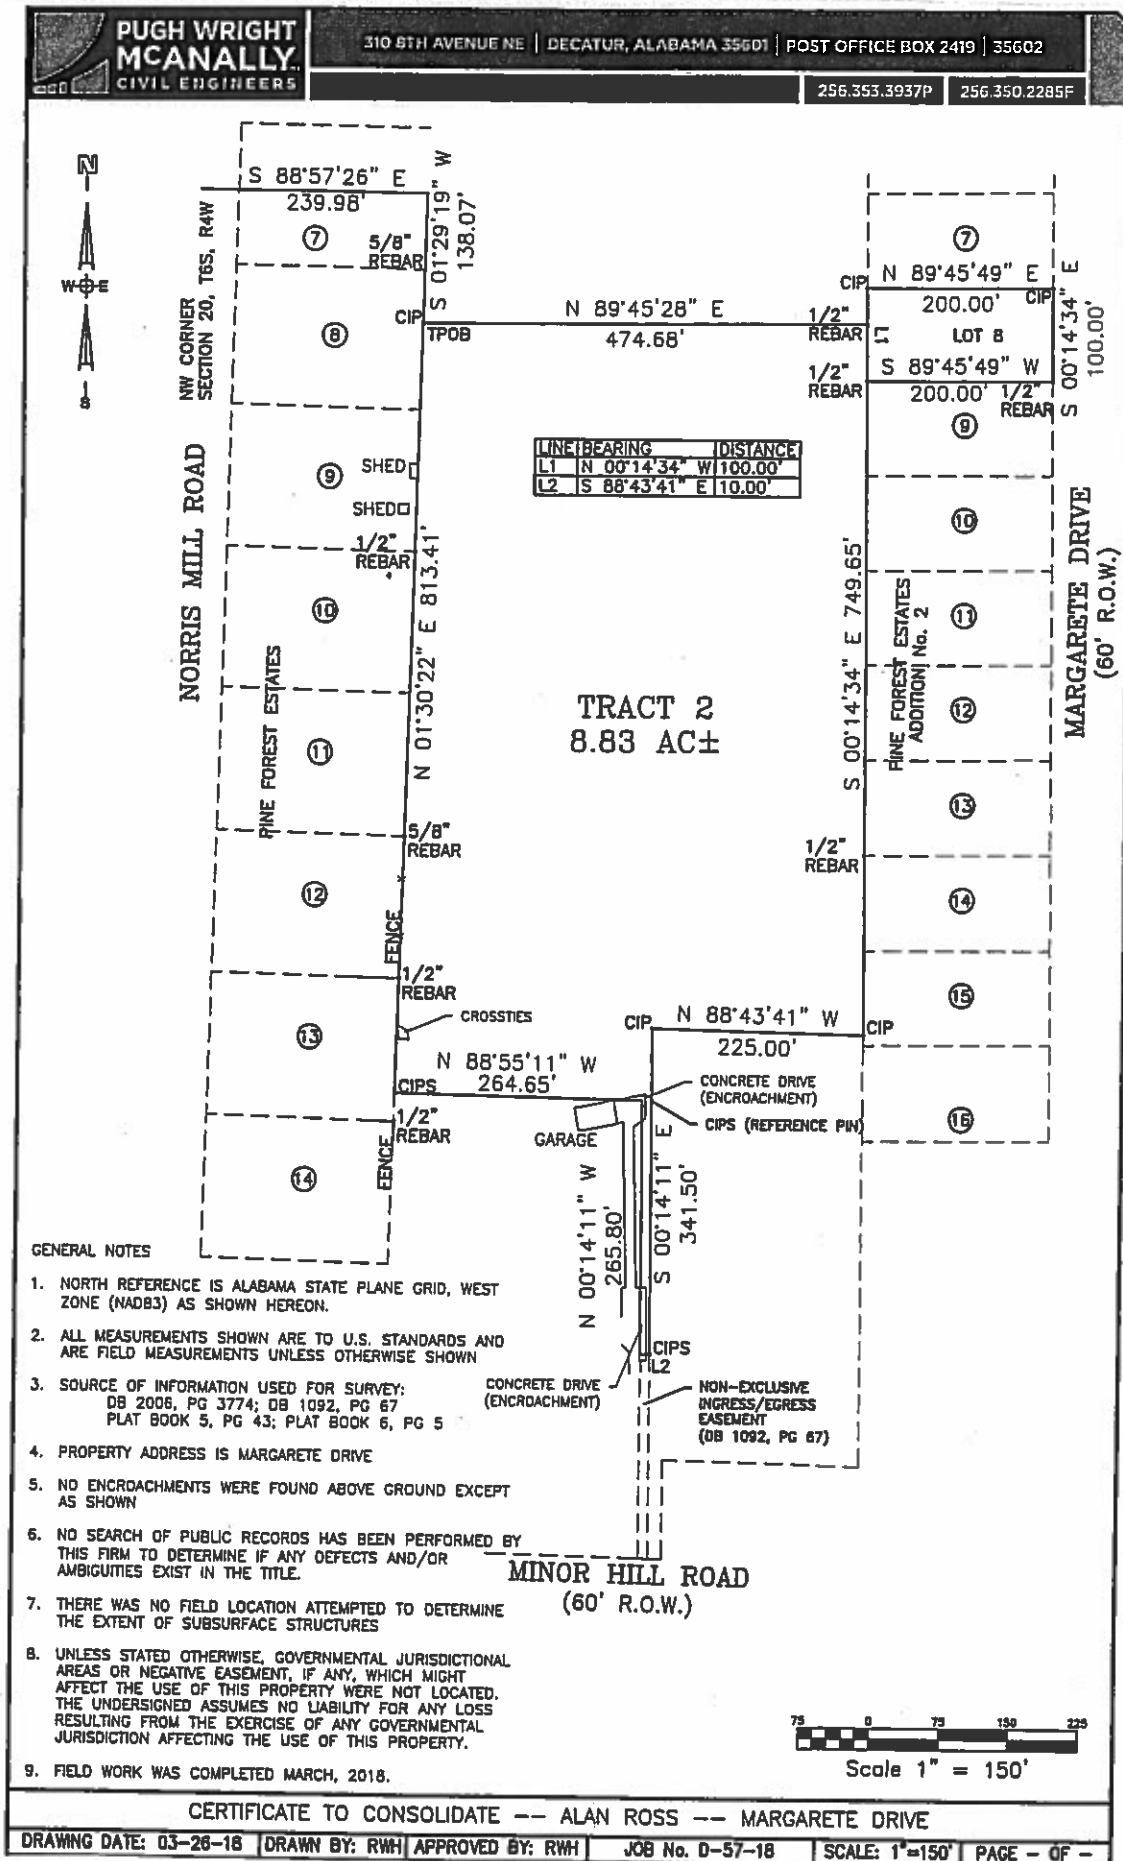 PUGH WRIGHT
MCANALLY
CIVIL ENGINEERS
310 8TH AVENUE NE | DECATUR, ALABAMA 35601 | POST OFFICE BOX 2419 | 35602
256.353.3937P | 256.350.2285F
N
W E
S
S 88°57'26" E
239.98'
S 01°29'19" W
138.07'
NW CORNER
SECTION 20, T6S, R4W
7
5/8"
REBAR
CIP
TPOB
8
N 89°45'28" E
474.68'
7
CIP
N 89°45'49" E
200.00'
CIP
1/2"
REBAR
L1
LOT 8
S 00°14'34" E
100.00'
1/2"
REBAR
S 89°45'49" W
200.00'
1/2"
REBAR
9
LINE BEARING DISTANCE
L1 N 00°14'34" W 100.00'
L2 S 88°43'41" E 10.00'
NORRIS MILL ROAD
9
SHED
SHED
1/2"
REBAR
10
N 01°30'22" E 813.41'
PINE FOREST ESTATES
11
5/8"
REBAR
12
FENCE
1/2"
REBAR
13
CROSSTIES
TRACT 2
8.83 AC±
S 00°14'34" E 749.65'
10
11
PINE FOREST ESTATES
ADDITION No. 2
12
13
1/2"
REBAR
14
15
16
MARGARETE DRIVE
(60' R.O.W.)
CIP
N 88°43'41" W
225.00'
CIP
N 88°55'11" W
264.65'
CIPS
1/2"
REBAR
FENCE
14
GARAGE
CONCRETE DRIVE
(ENCROACHMENT)
CIPS (REFERENCE PIN)
N 00°14'11" W
265.80'
S 00°14'11" E
341.50'
CIPS
L2
CONCRETE DRIVE
(ENCROACHMENT)
NON-EXCLUSIVE
INGRESS/EGRESS
EASEMENT
(DB 1092, PG 67)
MINOR HILL ROAD
(60' R.O.W.)
GENERAL NOTES
1. NORTH REFERENCE IS ALABAMA STATE PLANE GRID, WEST
ZONE (NAD83) AS SHOWN HEREON.
2. ALL MEASUREMENTS SHOWN ARE TO U.S. STANDARDS AND
ARE FIELD MEASUREMENTS UNLESS OTHERWISE SHOWN
3. SOURCE OF INFORMATION USED FOR SURVEY:
DB 2006, PG 3774; DB 1092, PG 67
PLAT BOOK 5, PG 43; PLAT BOOK 6, PG 5
4. PROPERTY ADDRESS IS MARGARETE DRIVE
5. NO ENCROACHMENTS WERE FOUND ABOVE GROUND EXCEPT
AS SHOWN
6. NO SEARCH OF PUBLIC RECORDS HAS BEEN PERFORMED BY
THIS FIRM TO DETERMINE IF ANY DEFECTS AND/OR
AMBIGUITIES EXIST IN THE TITLE.
7. THERE WAS NO FIELD LOCATION ATTEMPTED TO DETERMINE
THE EXTENT OF SUBSURFACE STRUCTURES
8. UNLESS STATED OTHERWISE, GOVERNMENTAL JURISDICTIONAL
AREAS OR NEGATIVE EASEMENT, IF ANY, WHICH MIGHT
AFFECT THE USE OF THIS PROPERTY WERE NOT LOCATED.
THE UNDERSIGNED ASSUMES NO LIABILITY FOR ANY LOSS
RESULTING FROM THE EXERCISE OF ANY GOVERNMENTAL
JURISDICTION AFFECTING THE USE OF THIS PROPERTY.
9. FIELD WORK WAS COMPLETED MARCH, 2018.
75 0 75 150 225
Scale 1" = 150'
CERTIFICATE TO CONSOLIDATE -- ALAN ROSS -- MARGARETE DRIVE
DRAWING DATE: 03-26-18 DRAWN BY: RWH APPROVED BY: RWH JOB No. D-57-18 SCALE: 1"=150' PAGE - OF -